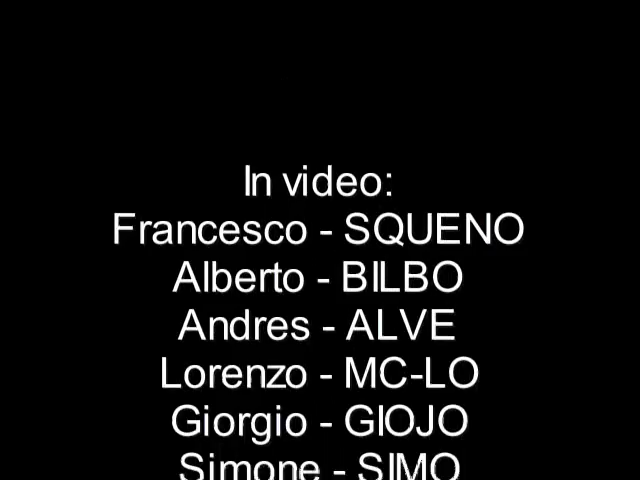 In video:
Francesco - SQUENO
Alberto - BILBO
Andres - ALVE
Lorenzo - MC-LO
Giorgio - GIOJO
Simone - SIMO